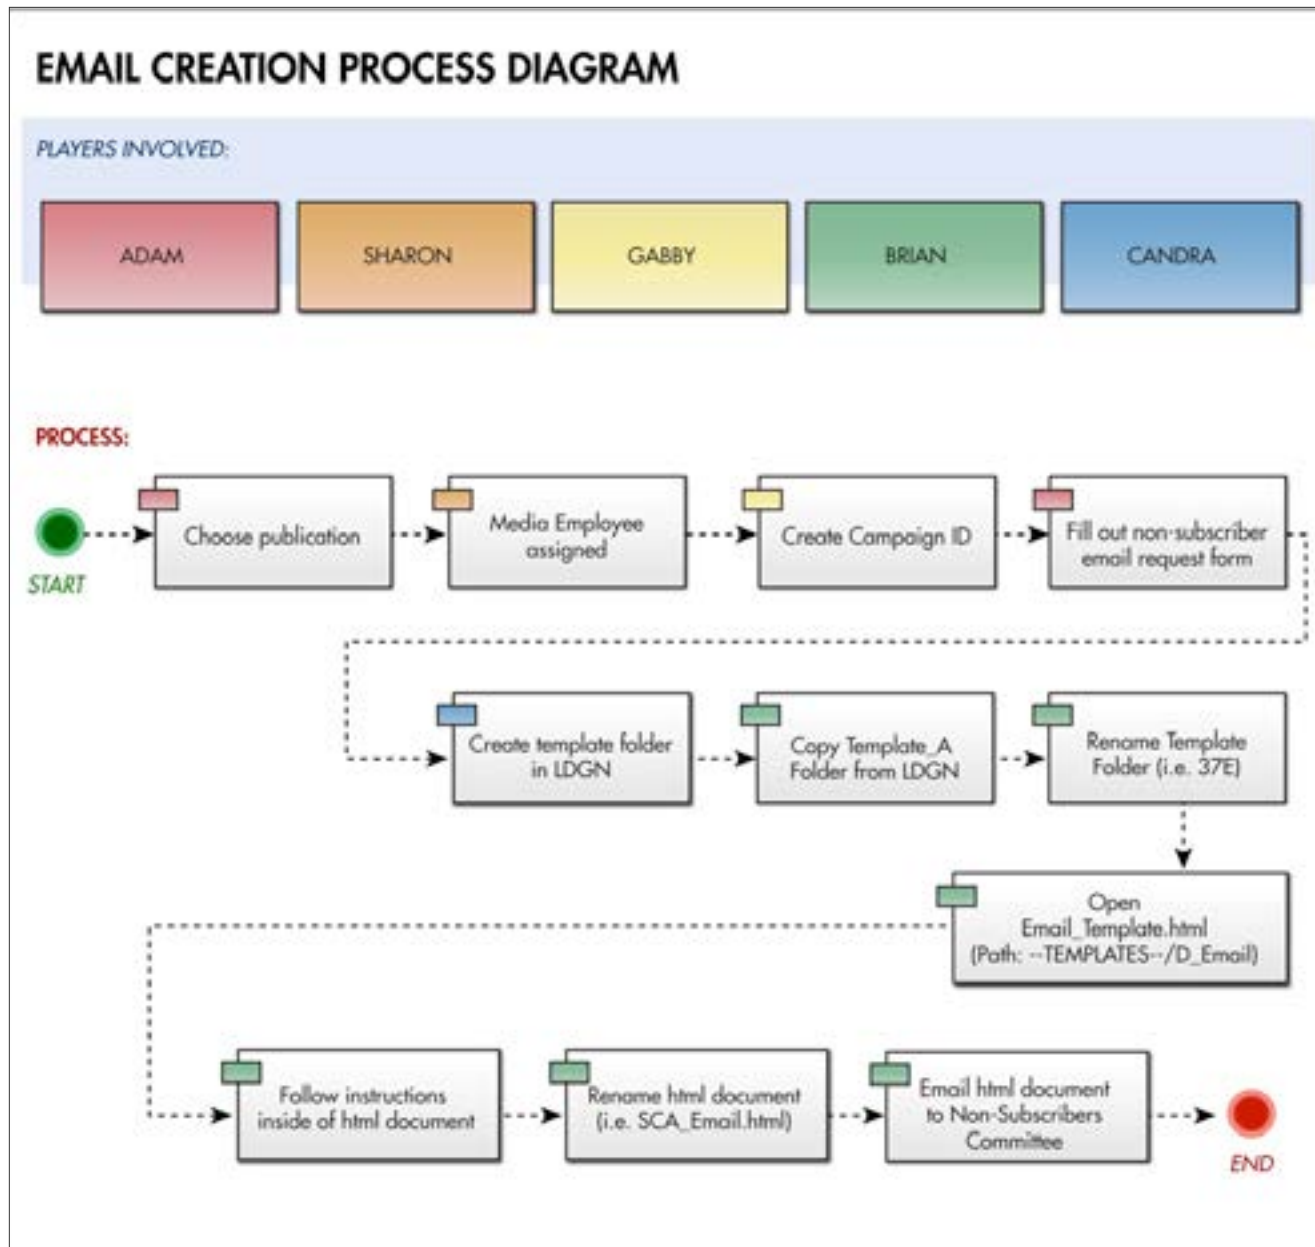 EMAIL CREATION PROCESS DIAGRAM
PLAYERS INVOLVED:
ADAM
SHARON
GABBY
BRIAN
CANDRA
PROCESS:
START
Choose publication
Media Employee
assigned
Create Campaign ID
Fill out non-subscriber
email request form
Create template folder
in LDGN
Copy Template_A
Folder from LDGN
Rename Template
Folder (i.e. 37E)
Open
Email_Template.html
(Path: --TEMPLATES--/D_Email)
Follow instructions
inside of html document
Rename html document
(i.e. SCA_Email.html)
Email html document
to Non-Subscribers
Committee
END